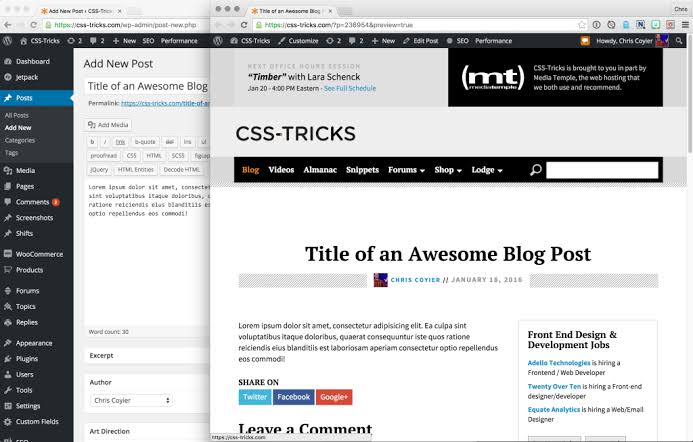 Add New Post ‹ CSS-Tricks
https://css-tricks.com/wp-admin/post-new.php
CSS-Tricks
2
2
New
SEO
Performance
Dashboard
Jetpack
Posts
All Posts
Add New
Categories
Tags
Media
Pages
Comments 2
Screenshots
Shifts
WooCommerce
Products
Forums
Topics
Replies
Appearance
Plugins
Users
Tools
Settings
Custom Fields
SEO
Add New Post
Title of an Awesome Blog
Permalink: https://css-tricks.com/title-of-a
Add Media
b
i
link
b-quote
del
ins
ul
proofread
CSS
HTML
SCSS
figcap
jQuery
HTML Entities
Decode HTML
Lorem ipsum dolor sit amet, consectet
sint voluptatibus itaque doloribus, q
ratione reiciendis eius blanditiis est
optio repellendus eos commodi!
Word count: 30
Excerpt
Author
Chris Coyier
Art Direction
Title of an Awesome Blog P
Chris
https://css-tricks.com/?p=236954&preview=true
CSS-Tricks
Customize
2
2
New
Edit Post
SEO
Performance
Howdy, Chris Coyier
NEXT OFFICE HOURS SESSION
“Timber” with Lara Schenck
Jan 20 - 4:00 PM Eastern - See Full Schedule
(mt)
mediatemple
CSS-Tricks is brought to you in part by
Media Temple, the web hosting that
we both use and recommend.
CSS-TRICKS
Blog
Videos
Almanac
Snippets
Forums
Shop
Lodge
Title of an Awesome Blog Post
CHRIS COYIER // JANUARY 18, 2016
Lorem ipsum dolor sit amet, consectetur adipisicing elit. Ea culpa sint
voluptatibus itaque doloribus, quaerat consequuntur iste quos ratione
reiciendis eius blanditiis est laboriosam aperiam consectetur optio repellendus
eos commodi!
SHARE ON
Twitter
Facebook
Google+
Leave a Comment
Front End Design &
Development Jobs
Adelio Technologies is hiring a
Frontend / Web Developer
Twenty Over Ten is hiring a Front-end
designer/developer
Equate Analytics is hiring a Web/Email
Designer
https://css-tricks.com